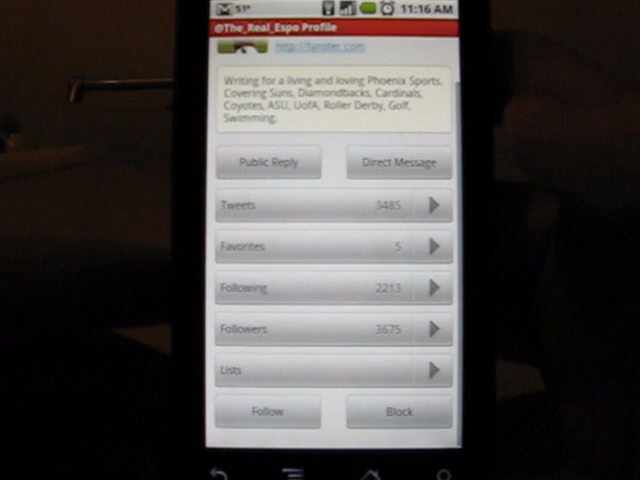 51° 11:16 AM
@The_Real_Espo Profile
http://fanster.com
Writing for a living and loving Phoenix Sports.
Covering Suns, Diamondbacks, Cardinals,
Coyotes, ASU, UofA, Roller Derby, Golf,
Swimming.
Public Reply Direct Message
Tweets 3485
Favorites 5
Following 2213
Followers 3675
Lists
Follow Block